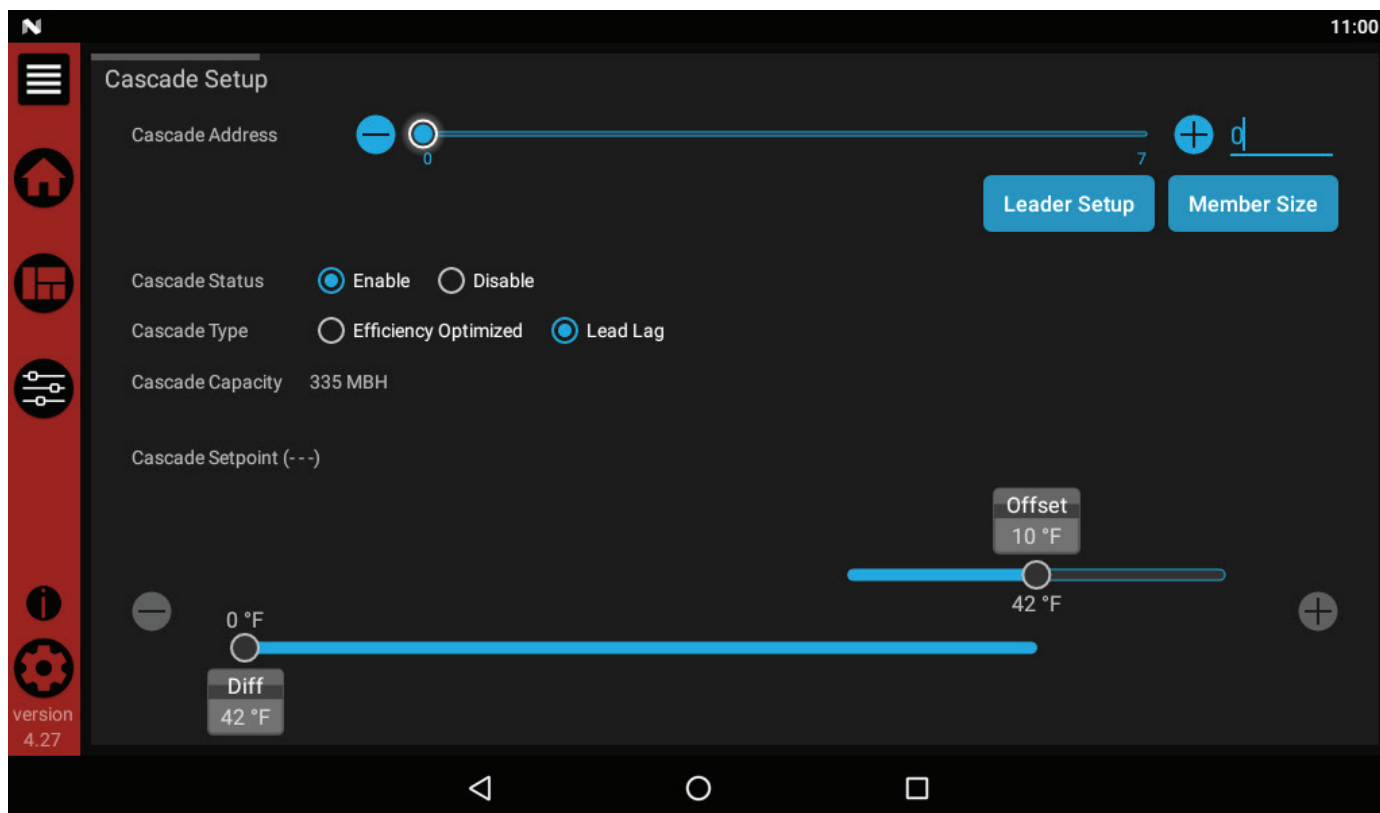 11:00
Cascade Setup
Cascade Address
0
7
0
Leader Setup
Member Size
Cascade Status
Enable
Disable
Cascade Type
Efficiency Optimized
Lead Lag
Cascade Capacity
335 MBH
Cascade Setpoint (---)
Offset
10 °F
42 °F
0 °F
Diff
42 °F
version
4.27